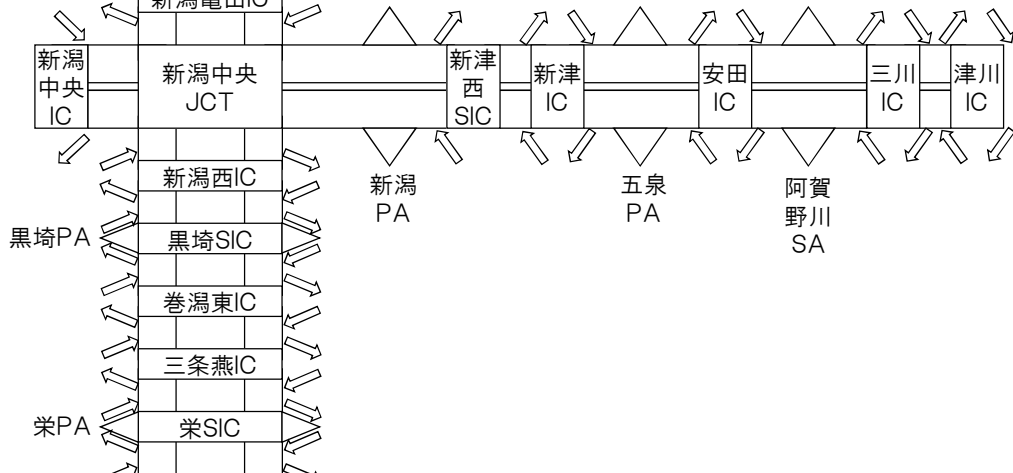 新潟亀田IC
新潟
中央
IC
新潟中央
JCT
新津
西
SIC
新津
IC
安田
IC
三川
IC
津川
IC
新潟西IC
新潟
PA
五泉
PA
阿賀
野川
SA
黒埼PA
黒埼SIC
巻潟東IC
三条燕IC
栄PA
栄SIC